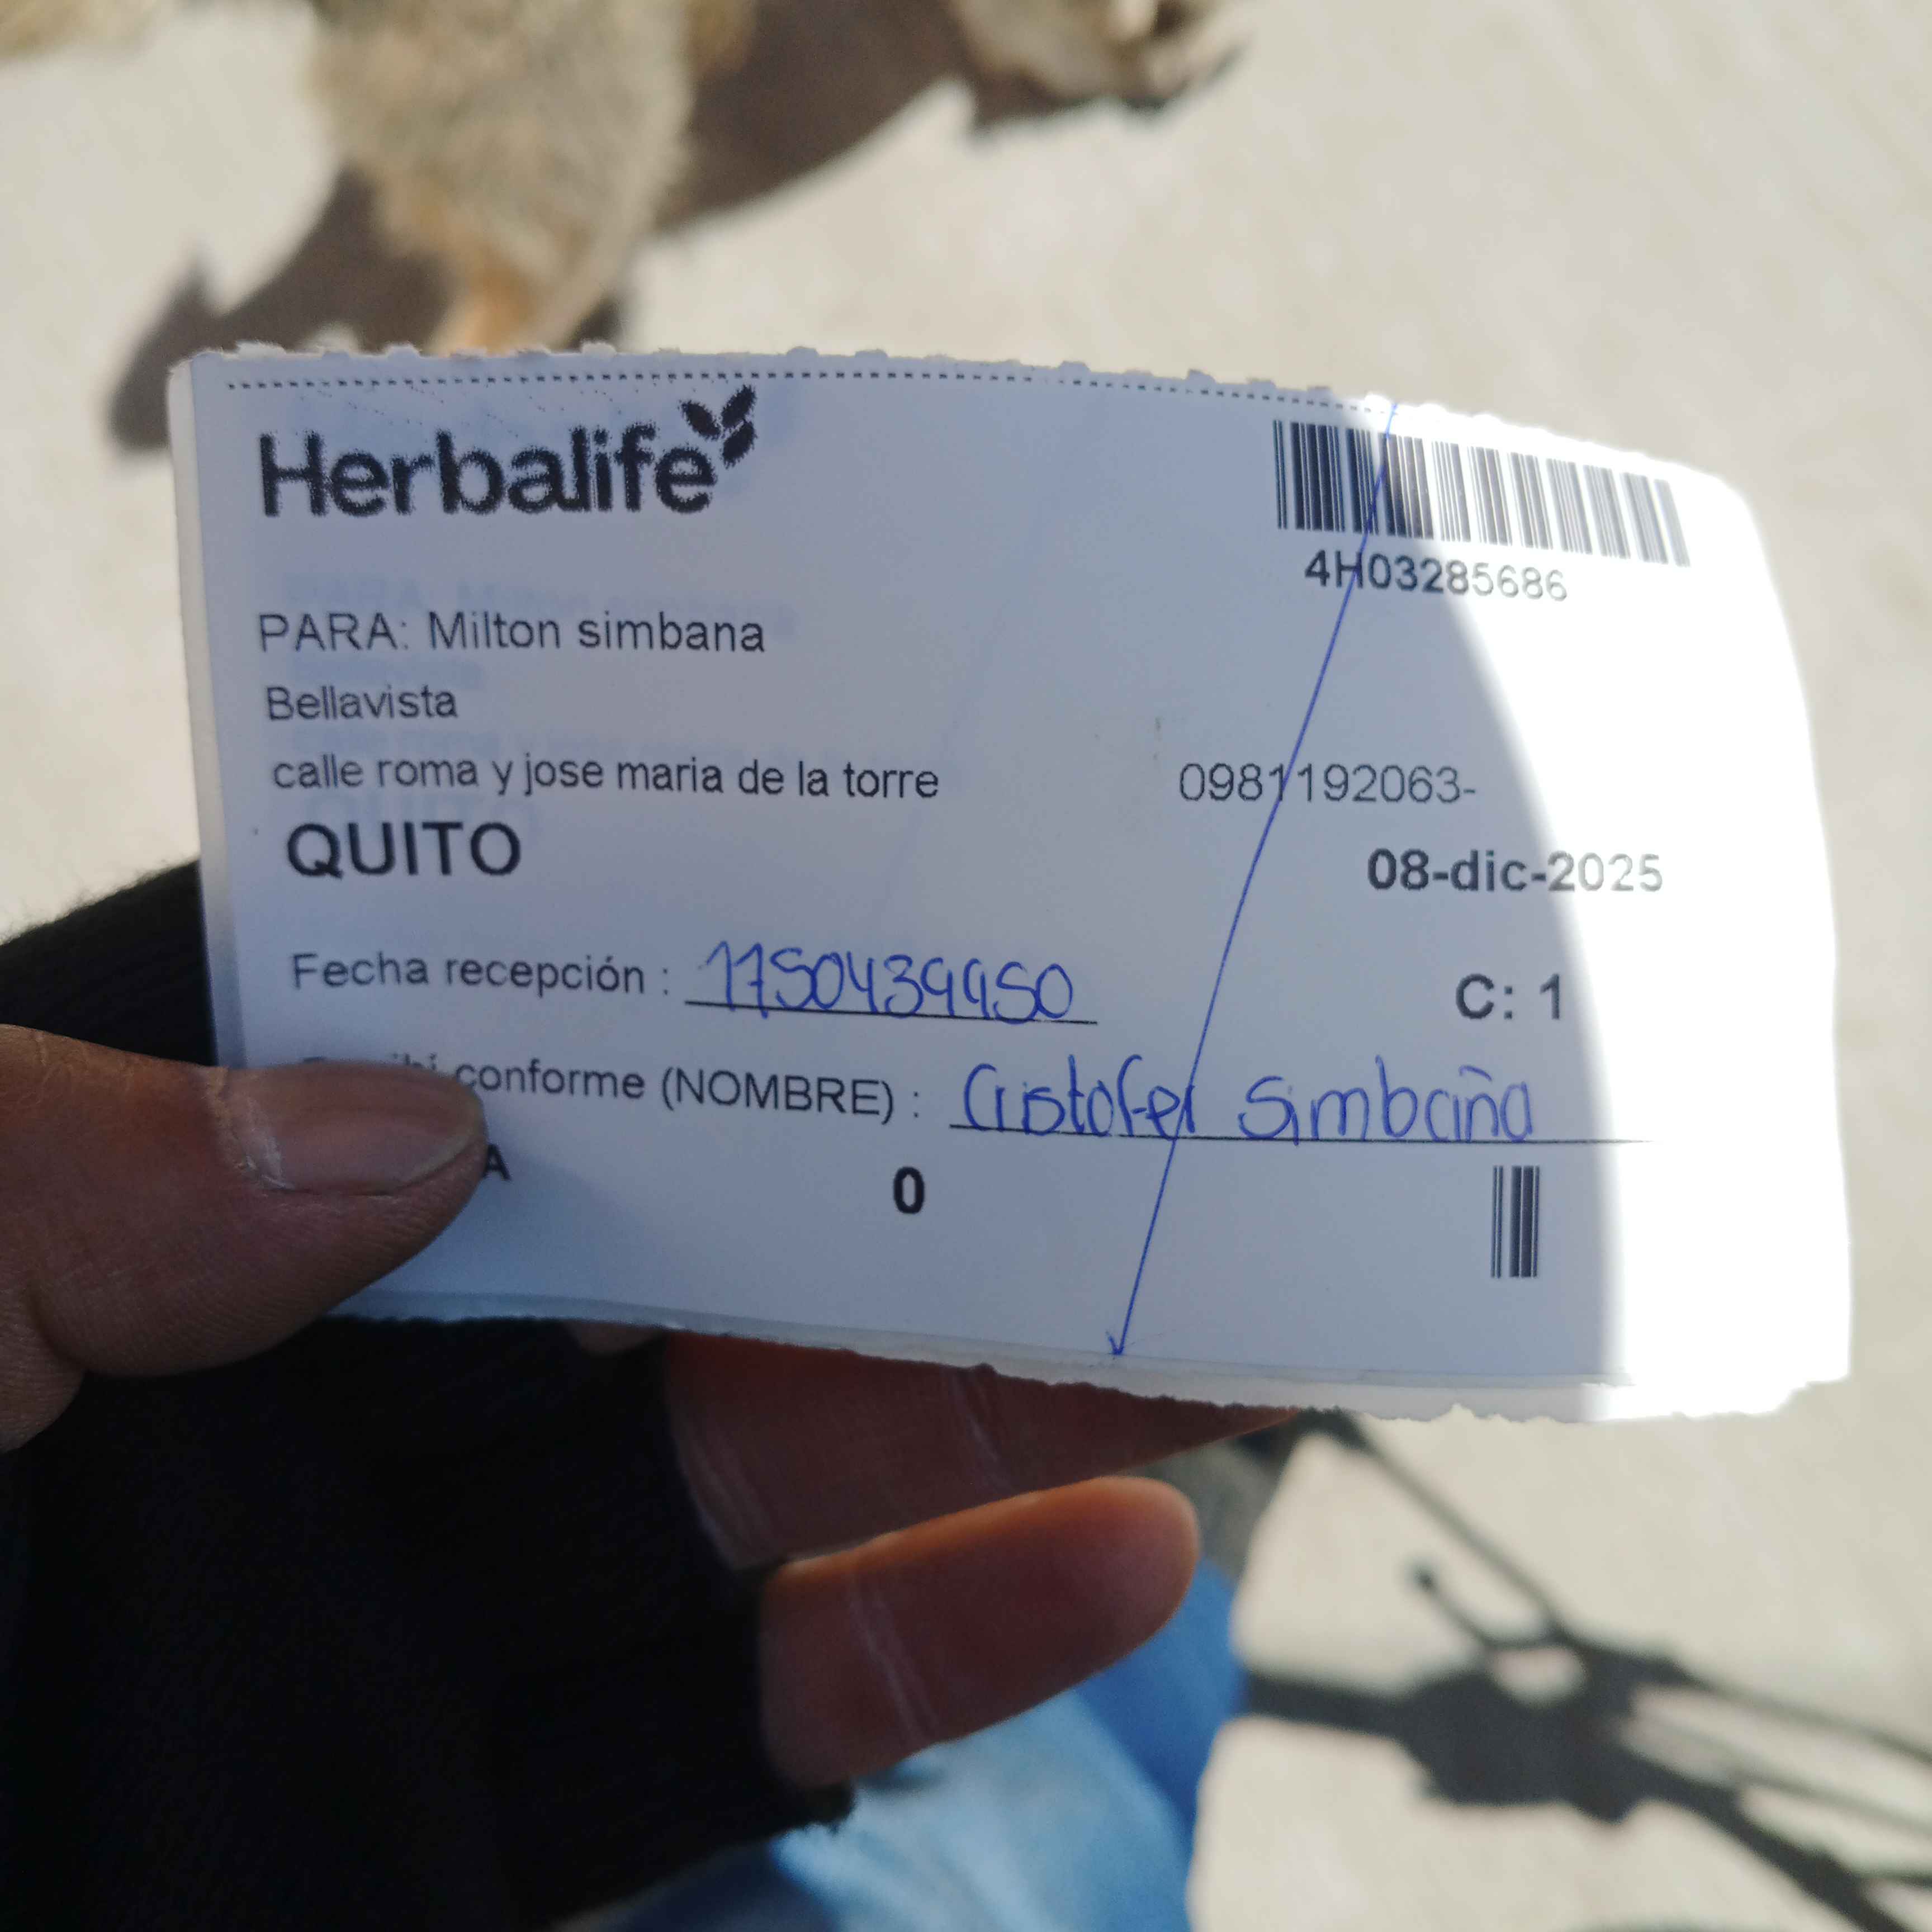 Herbalife
4H03285686
PARA: Milton simbana
Bellavista
calle roma y jose maria de la torre 0981192063-
QUITO 08-dic-2025
Fecha recepción : 1750439950
C: 1
conforme (NOMBRE) : Cristofer Simbaña
0